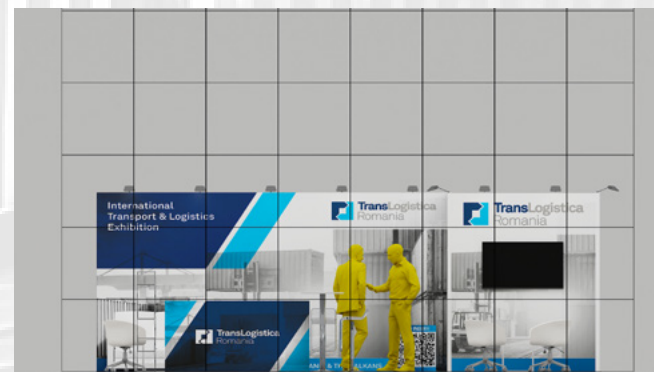 International
Transport & Logistics
Exhibition
TransLogistica
Romania
TransLogistica
Romania
TransLogistica
Romania